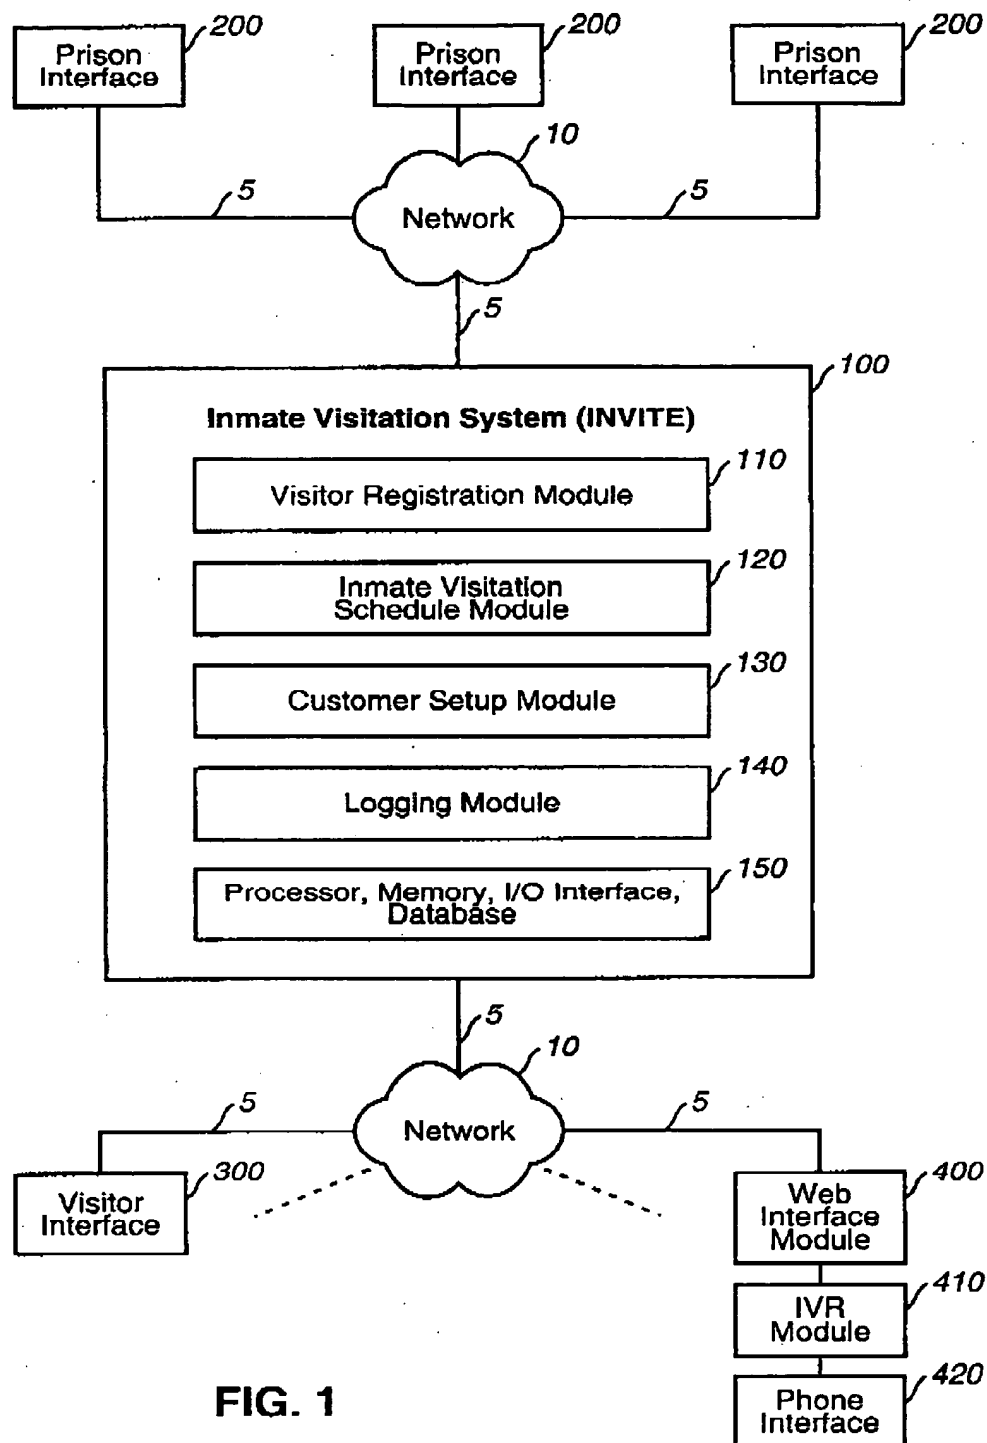 200
200
200
Prison
Interface
Prison
Interface
Prison
Interface
10
5
Network
5
5
100
Inmate Visitation System (INVITE)
110
Visitor Registration Module
120
Inmate Visitation
Schedule Module
130
Customer Setup Module
140
Logging Module
150
Processor, Memory, I/O Interface,
Database
5
10
5
Network
5
300
Visitor
Interface
400
Web
Interface
Module
410
IVR
Module
420
Phone
Interface
FIG. 1